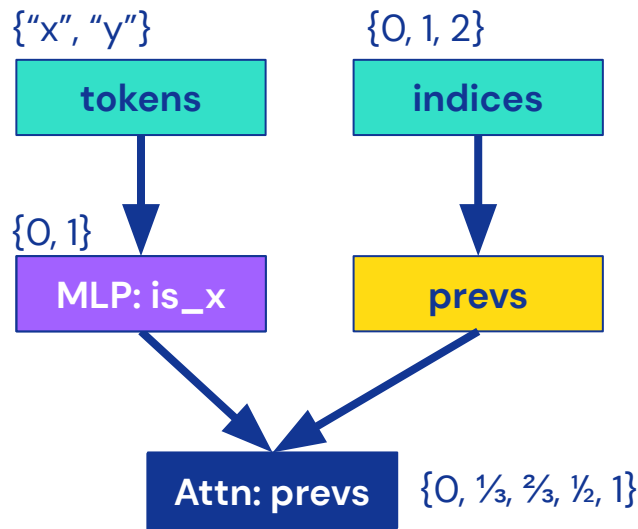 {“x”, “y”}
{0, 1, 2}
tokens
indices
{0, 1}
MLP: is_x
prevs
Attn: prevs
{0, ⅓, ⅔, ½, 1}